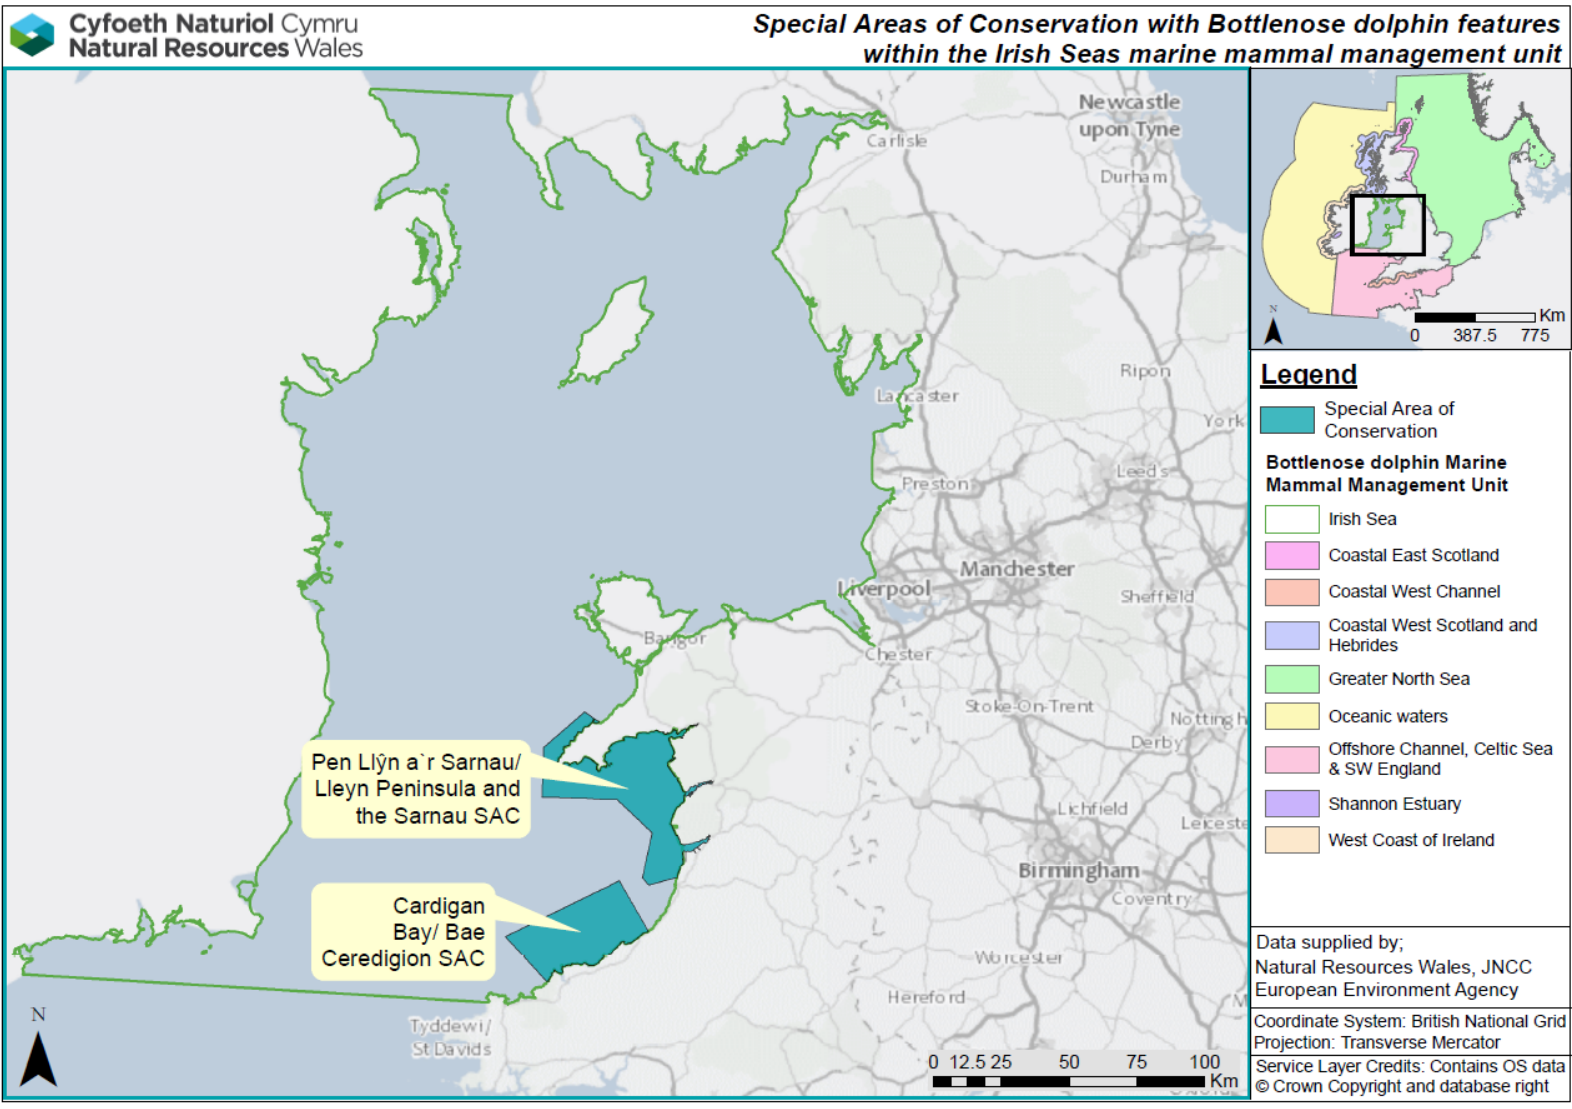 Cyfoeth Naturiol Cymru
Natural Resources Wales
Special Areas of Conservation with Bottlenose dolphin features
within the Irish Seas marine mammal management unit
Newcastle
upon Tyne
Carlisle
Durham
Ripon
Lancaster
York
Leeds
Preston
Manchester
Liverpool
Sheffield
Bangor
Chester
Stoke-On-Trent
Nottingh
Derby
Pen Llŷn a`r Sarnau/
Lleyn Peninsula and
the Sarnau SAC
Lichfield
Leiceste
Birmingham
Coventry
Cardigan
Bay/ Bae
Ceredigion SAC
Worcester
Hereford
Tyddewi/
St Davids
N
0 12.5 25 50 75 100
Km
N
Km
0 387.5 775
Legend
Special Area of
Conservation
Bottlenose dolphin Marine
Mammal Management Unit
Irish Sea
Coastal East Scotland
Coastal West Channel
Coastal West Scotland and
Hebrides
Greater North Sea
Oceanic waters
Offshore Channel, Celtic Sea
& SW England
Shannon Estuary
West Coast of Ireland
Data supplied by;
Natural Resources Wales, JNCC
European Environment Agency
Coordinate System: British National Grid
Projection: Transverse Mercator
Service Layer Credits: Contains OS data
© Crown Copyright and database right